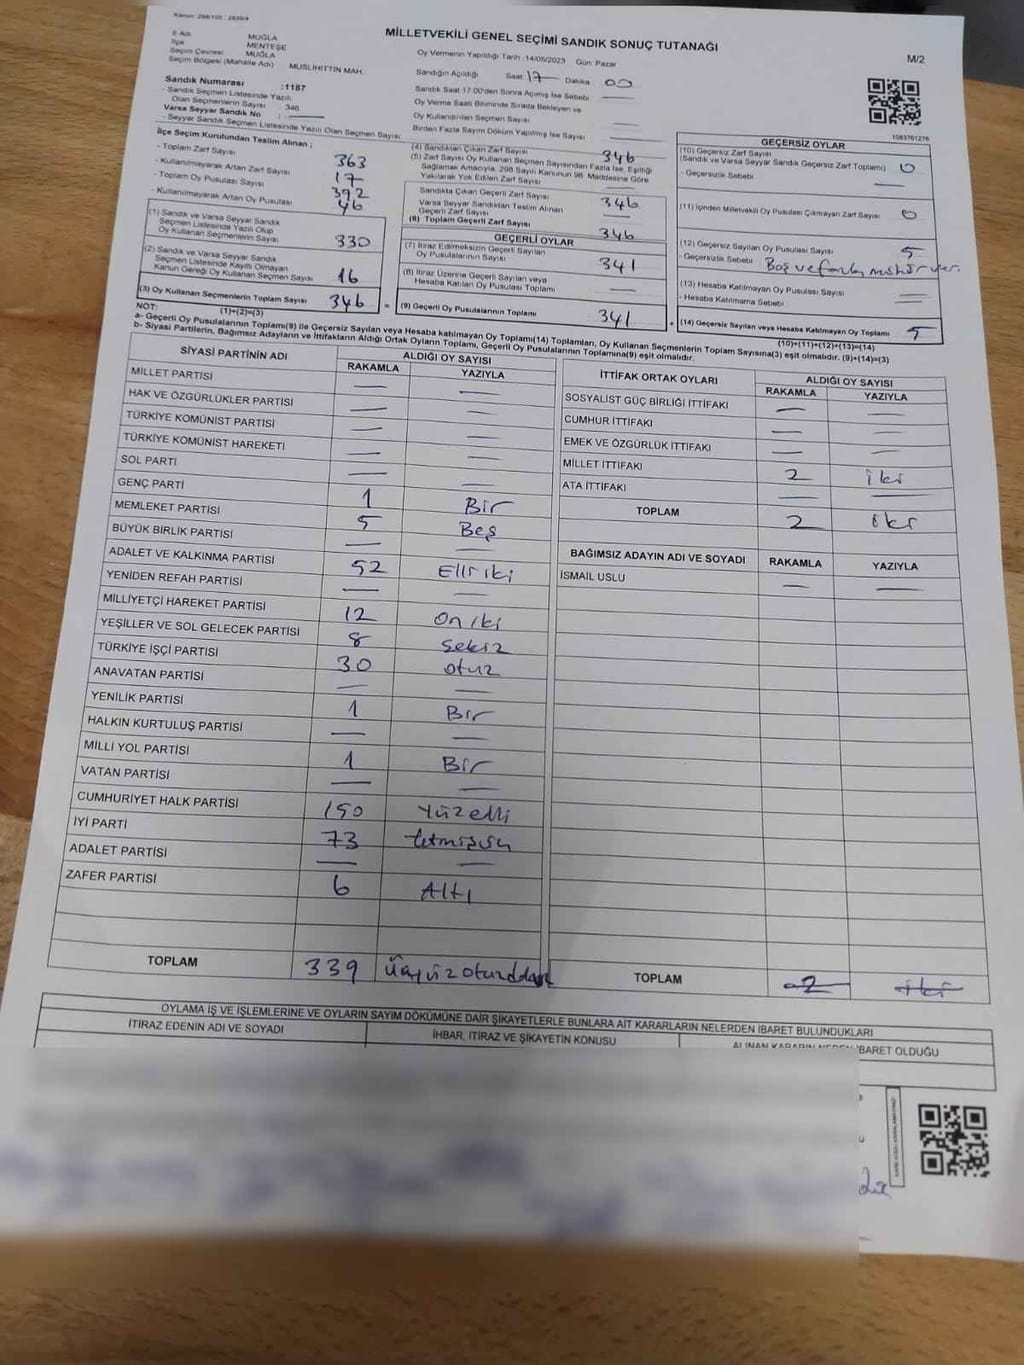 Kanun: 298/105 - 2839/4
MİLLETVEKİLİ GENEL SEÇİMİ SANDIK SONUÇ TUTANAĞI
M/2
İl Adı MUĞLA
İlçe MENTEŞE
Seçim Çevresi MUĞLA
Seçim Bölgesi (Mahalle Adı) MUSLİHİTTİN MAH.
Oy Vermenin Yapıldığı Tarih : 14/05/2023 Gün: Pazar
Sandığın Açıldığı Saat 17 Dakika 00
Sandık Saat 17:00'den Sonra Açılmış İse Sebebi
Oy Verme Saati Bitiminde Sırada Bekleyen ve
Oy Kullandırılan Seçmen Sayısı
Birden Fazla Sayım Döküm Yapılmış İse Sayısı
Sandık Numarası :1187
- Sandık Seçmen Listesinde Yazılı
Olan Seçmenlerin Sayısı : 346
Varsa Seyyar Sandık No :
- Seyyar Sandık Seçmen Listesinde Yazılı Olan Seçmen Sayısı:
İlçe Seçim Kurulundan Teslim Alınan ;
- Toplam Zarf Sayısı 363
- Kullanılmayarak Artan Zarf Sayısı 17
- Toplam Oy Pusulası Sayısı 392
- Kullanılmayarak Artan Oy Pusulası 46
(1) Sandık ve Varsa Seyyar Sandık
Seçmen Listesinde Yazılı Olup
Oy Kullanan Seçmenlerin Sayısı 330
(2) Sandık ve Varsa Seyyar Sandık
Seçmen Listesinde Kayıtlı Olmayan
Kanun Gereği Oy Kullanan Seçmen Sayısı 16
(3) Oy Kullanan Seçmenlerin Toplam Sayısı 346
(1)+(2)=(3)
(4) Sandıktan Çıkan Zarf Sayısı 346
(5) Zarf Sayısı Oy Kullanan Seçmen Sayısından Fazla İse, Eşitliği
Sağlamak Amacıyla, 298 Sayılı Kanunun 98. Maddesine Göre
Yakılarak Yok Edilen Zarf Sayısı
Sandıkta Çıkan Geçerli Zarf Sayısı 346
Varsa Seyyar Sandıktan Teslim Alınan
Geçerli Zarf Sayısı
(6) Toplam Geçerli Zarf Sayısı 346
GEÇERLİ OYLAR
(7) İtiraz Edilmeksizin Geçerli Sayılan
Oy Pusulalarının Sayısı 341
(8) İtiraz Üzerine Geçerli Sayılan veya
Hesaba Katılan Oy Pusulası Toplamı
= (9) Geçerli Oy Pusulalarının Toplamı 341
1083761276
GEÇERSİZ OYLAR
(10) Geçersiz Zarf Sayısı
(Sandık ve Varsa Seyyar Sandık Geçersiz Zarf Toplamı) 0
- Geçersizlik Sebebi
(11) İçinden Milletvekili Oy Pusulası Çıkmayan Zarf Sayısı 0
(12) Geçersiz Sayılan Oy Pusulası Sayısı 5
- Geçersizlik Sebebi Boş ve fazla mühür
(13) Hesaba Katılmayan Oy Pusulası Sayısı
- Hesaba Katılmama Sebebi
+ (14) Geçersiz Sayılan veya Hesaba Katılmayan Oy Toplamı 5
(10)+(11)+(12)+(13)=(14)
NOT:
a- Geçerli Oy Pusulalarının Toplamı(9) ile Geçersiz Sayılan veya Hesaba katılmayan Oy Toplamı(14) Toplamları, Oy Kullanan Seçmenlerin Toplam Sayısına(3) eşit olmalıdır. (9)+(14)=(3)
b- Siyasi Partilerin, Bağımsız Adayların ve İttifakların Aldığı Ortak Oyların Toplamı, Geçerli Oy Pusulalarının Toplamına(9) eşit olmalıdır.
SİYASİ PARTİNİN ADI ALDIĞI OY SAYISI
RAKAMLA YAZIYLA
MİLLET PARTİSİ
HAK VE ÖZGÜRLÜKLER PARTİSİ
TÜRKİYE KOMÜNİST PARTİSİ
TÜRKİYE KOMÜNİST HAREKETİ
SOL PARTİ
GENÇ PARTİ 1 Bir
MEMLEKET PARTİSİ 5 Beş
BÜYÜK BİRLİK PARTİSİ
ADALET VE KALKINMA PARTİSİ 52 Elli iki
YENİDEN REFAH PARTİSİ
MİLLİYETÇİ HAREKET PARTİSİ 12 On iki
YEŞİLLER VE SOL GELECEK PARTİSİ 8 Sekiz
TÜRKİYE İŞÇİ PARTİSİ 30 Otuz
ANAVATAN PARTİSİ
YENİLİK PARTİSİ 1 Bir
HALKIN KURTULUŞ PARTİSİ
MİLLİ YOL PARTİSİ 1 Bir
VATAN PARTİSİ
CUMHURİYET HALK PARTİSİ 150 Yüzelli
İYİ PARTİ 73
ADALET PARTİSİ
ZAFER PARTİSİ 6 Altı
TOPLAM 339
İTTİFAK ORTAK OYLARI ALDIĞI OY SAYISI
RAKAMLA YAZIYLA
SOSYALİST GÜÇ BİRLİĞİ İTTİFAKI
CUMHUR İTTİFAKI
EMEK VE ÖZGÜRLÜK İTTİFAKI
MİLLET İTTİFAKI 2 iki
ATA İTTİFAKI
TOPLAM 2 iki
BAĞIMSIZ ADAYIN ADI VE SOYADI RAKAMLA YAZIYLA
İSMAİL USLU
TOPLAM 2 iki
OYLAMA İŞ VE İŞLEMLERİNE VE OYLARIN SAYIM DÖKÜMÜNE DAİR ŞİKAYETLERLE BUNLARA AİT KARARLARIN NELERDEN İBARET BULUNDUKLARI
İTİRAZ EDENİN ADI VE SOYADI İHBAR, İTİRAZ VE ŞİKAYETİN KONUSU ALINAN KARARIN NEDEN İBARET OLDUĞU